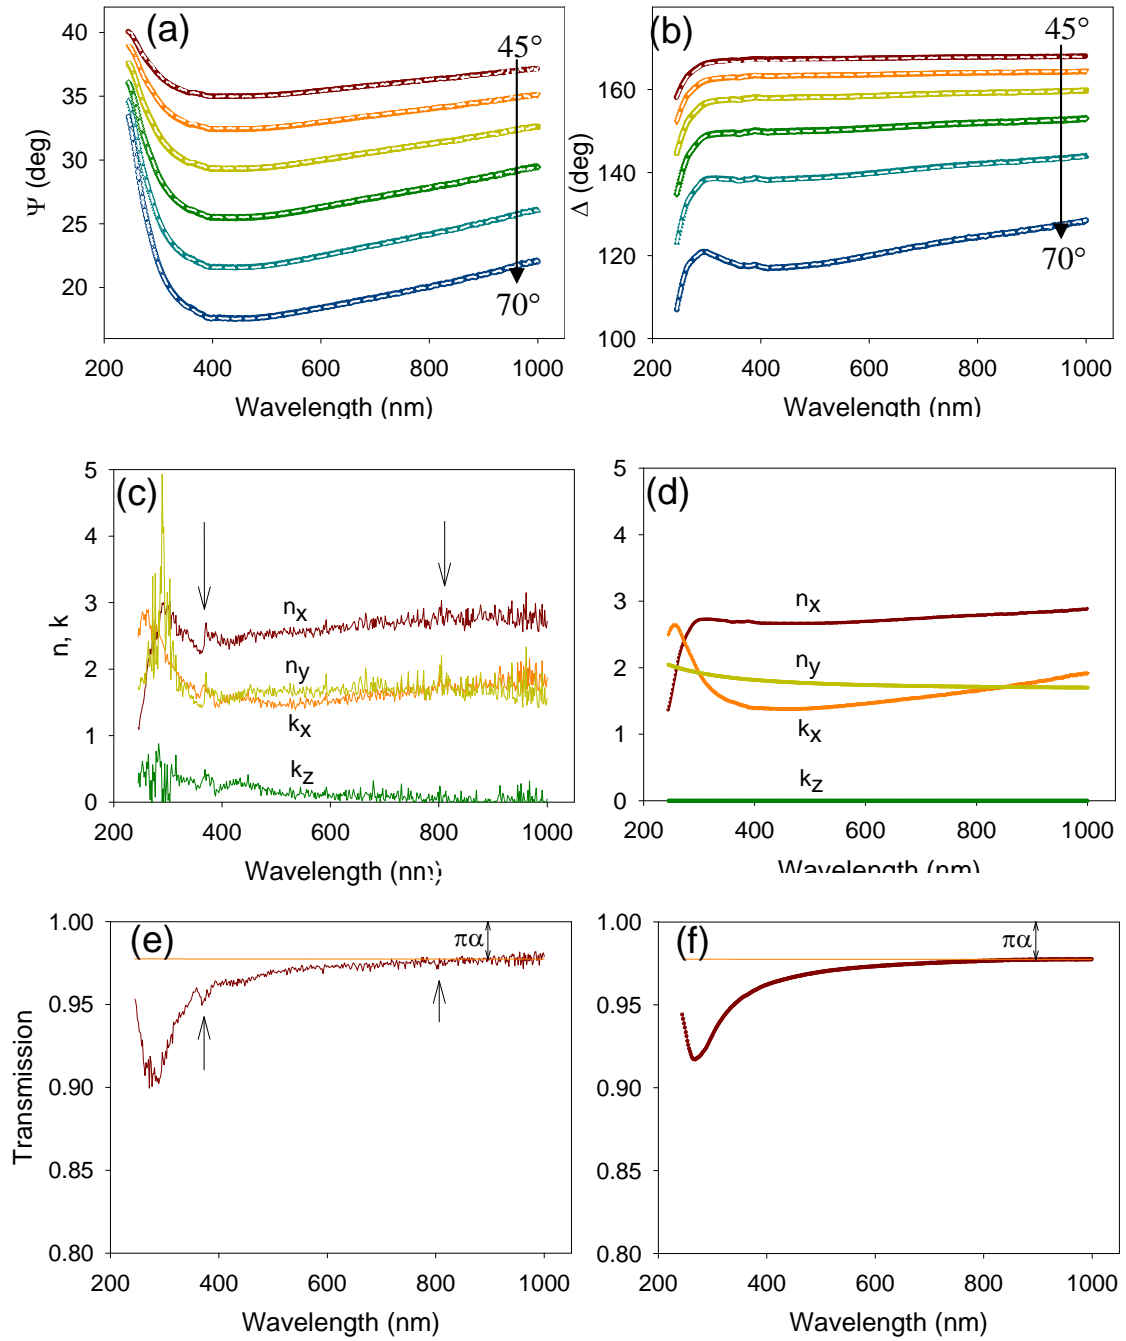 (a)
45°
40
35
30
25
20
Ψ (deg)
70°
200 400 600 800 1000
Wavelength (nm)
(b)
45°
160
140
120
100
Δ (deg)
70°
200 400 600 800 1000
Wavelength (nm)
(c)
5
4
3
2
1
0
n, k
nx
ny
kx
kz
200 400 600 800 1000
Wavelength (nm)
(d)
5
4
3
2
1
0
nx
ny
kx
kz
200 400 600 800 1000
Wavelength (nm)
(e)
πα
1.00
0.95
0.90
0.85
0.80
Transmission
200 400 600 800 1000
Wavelength (nm)
(f)
πα
1.00
0.95
0.90
0.85
0.80
200 400 600 800 1000
Wavelength (nm)